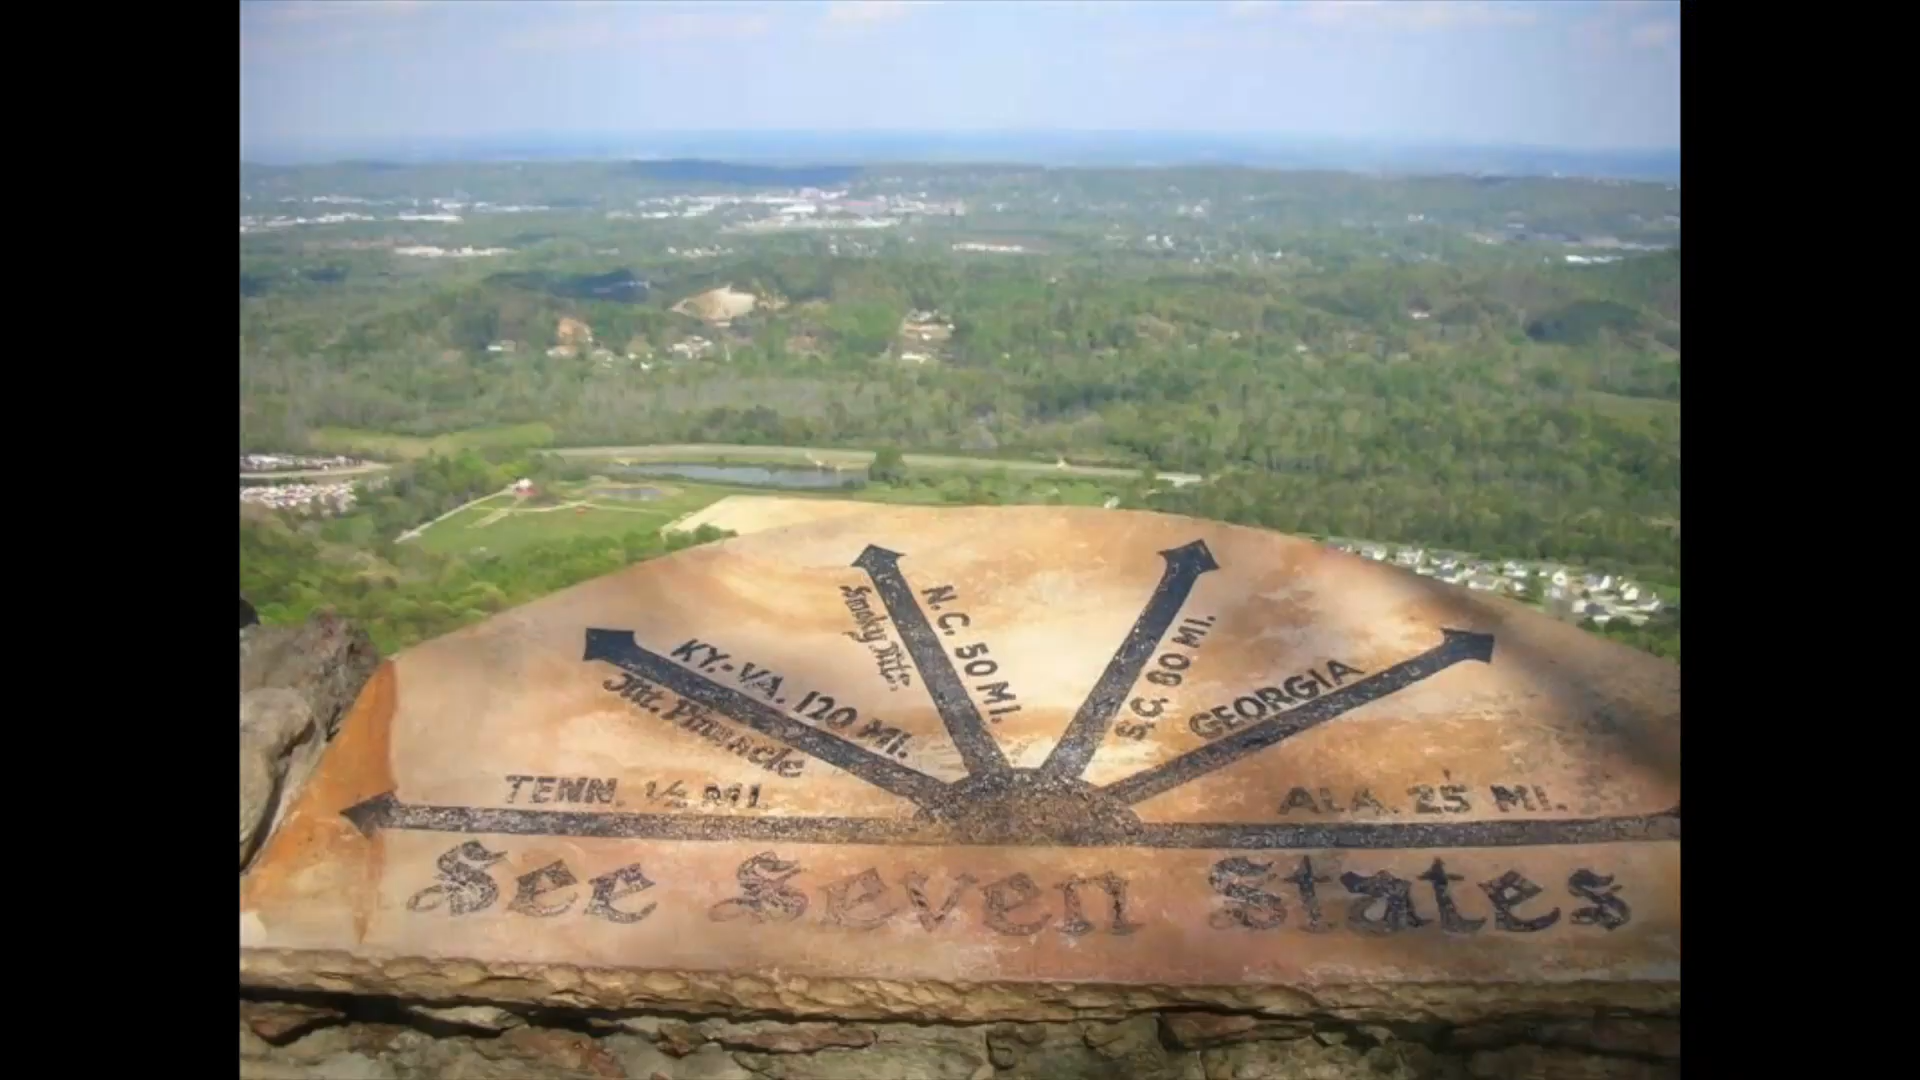 N.C. 50 MI.
Smoky Mts.
S.C. 80 MI.
KY.-VA. 120 MI.
Mt. Pinnacle
GEORGIA
TENN. ½ MI.
ALA. 25 MI.
See Seven States